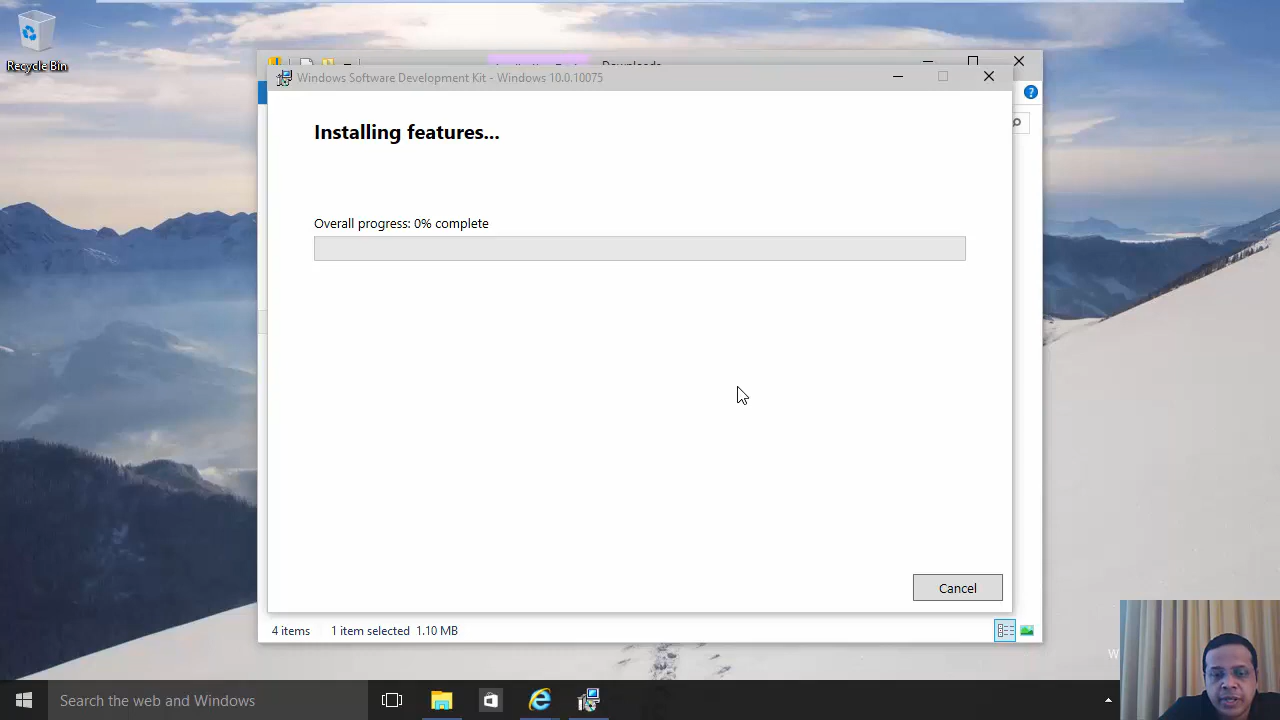 Recycle Bin
Windows Software Development Kit - Windows 10.0.10075
Installing features...
Overall progress: 0% complete
Cancel
4 items
1 item selected 1.10 MB
W
Search the web and Windows